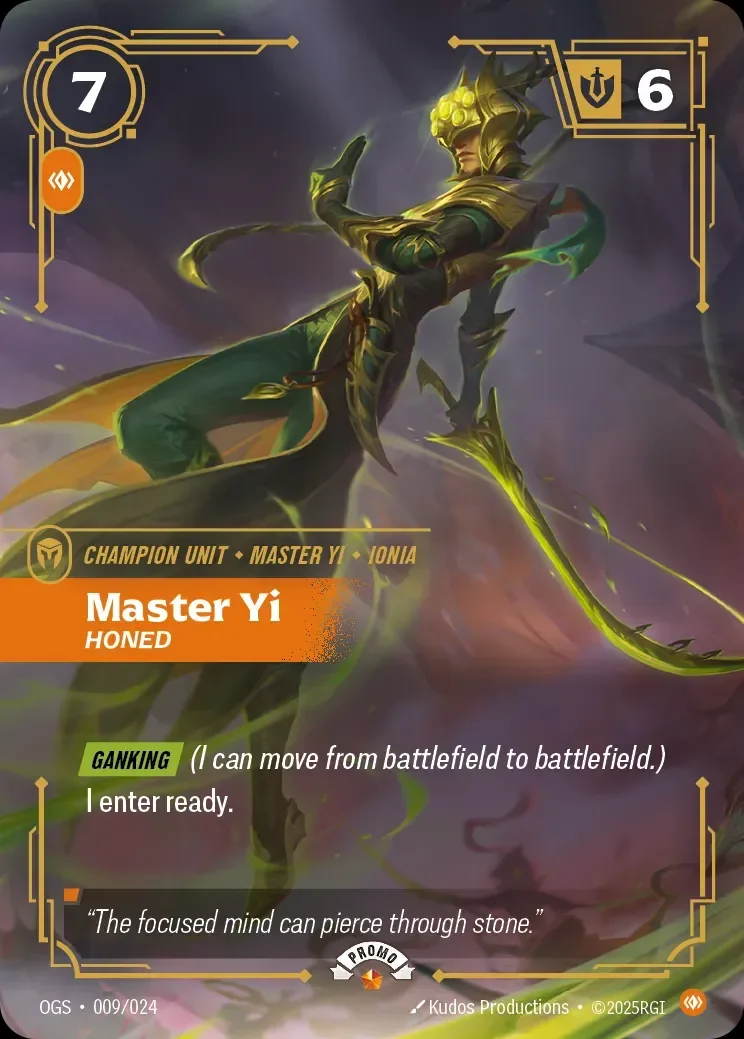 7
6
CHAMPION UNIT • MASTER YI • IONIA
Master Yi
HONED
GANKING (I can move from battlefield to battlefield.)
I enter ready.
“The focused mind can pierce through stone.”
PROMO
OGS • 009/024
Kudos Productions • ©2025RGI